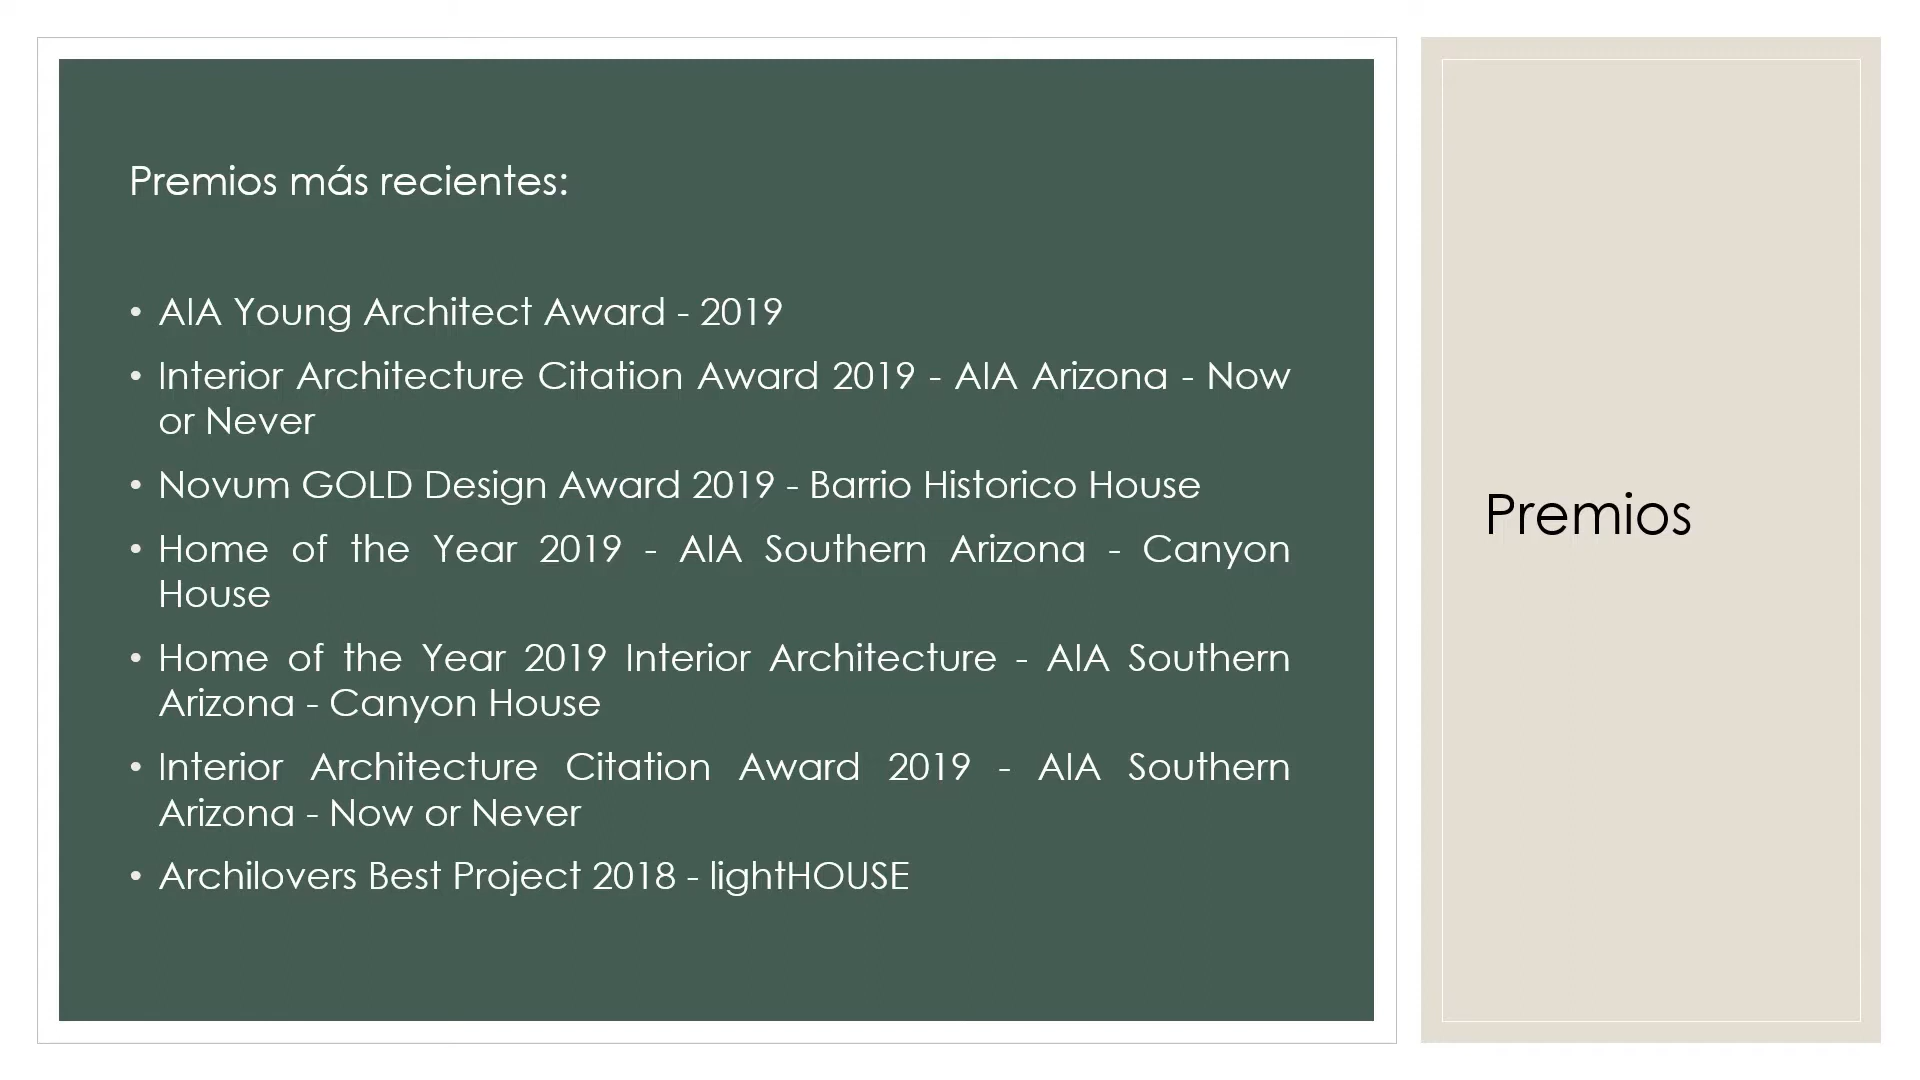 Premios más recientes:
• AIA Young Architect Award - 2019
• Interior Architecture Citation Award 2019 - AIA Arizona - Now
or Never
• Novum GOLD Design Award 2019 - Barrio Historico House
• Home of the Year 2019 - AIA Southern Arizona - Canyon
House
• Home of the Year 2019 Interior Architecture - AIA Southern
Arizona - Canyon House
• Interior Architecture Citation Award 2019 - AIA Southern
Arizona - Now or Never
• Archilovers Best Project 2018 - lightHOUSE
Premios